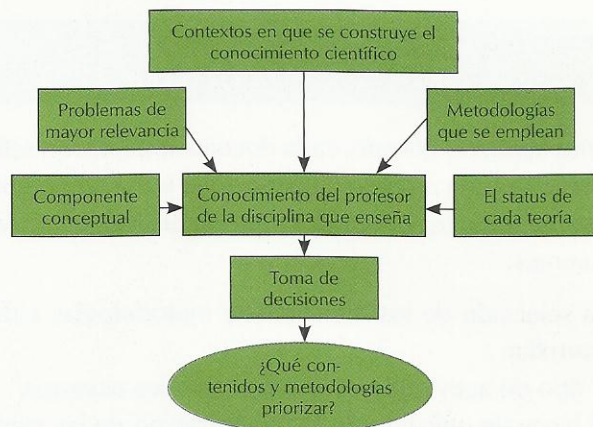 Contextos en que se construye el
conocimiento científico
Problemas de
mayor relevancia
Metodologías
que se emplean
Componente
conceptual
Conocimiento del profesor
de la disciplina que enseña
El status de
cada teoría
Toma de
decisiones
¿Qué con-
tenidos y metodologías
priorizar?